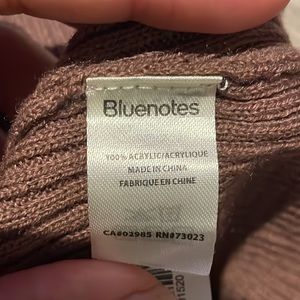 Bluenotes
100% ACRYLIC/ACRYLIQUE
MADE IN CHINA
FABRIQUE EN CHINE
CA#02985 RN#73023